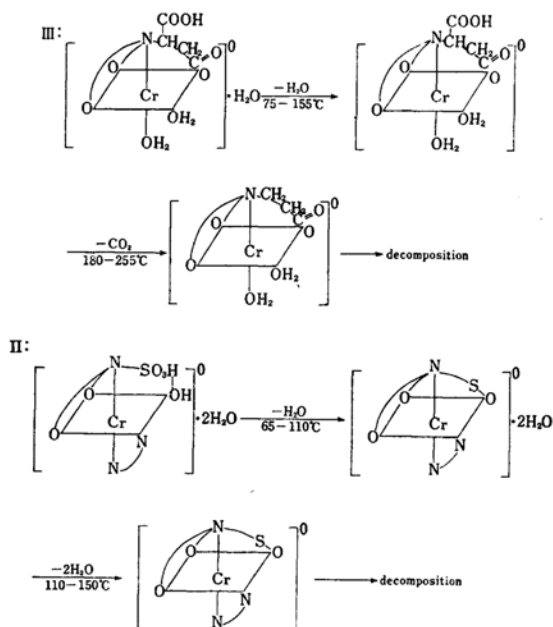 III:
COOH
N CH CH₂ 0
C O
O O
Cr
O OH₂
OH₂
·H₂O
−H₂O
75−155℃
COOH
N CH CH₂ 0
C O
O O
Cr
O OH₂
OH₂
−CO₂
180−255℃
N CH₂ CH₂ 0
C O
O O
Cr
O OH₂
OH₂
decomposition
II:
N SO₃H 0
O OH
Cr
O N
N
·2H₂O
−H₂O
65−110℃
N S 0
O O
Cr
O N
N
·2H₂O
−2H₂O
110−150℃
N S 0
O O
Cr
O N
N
decomposition